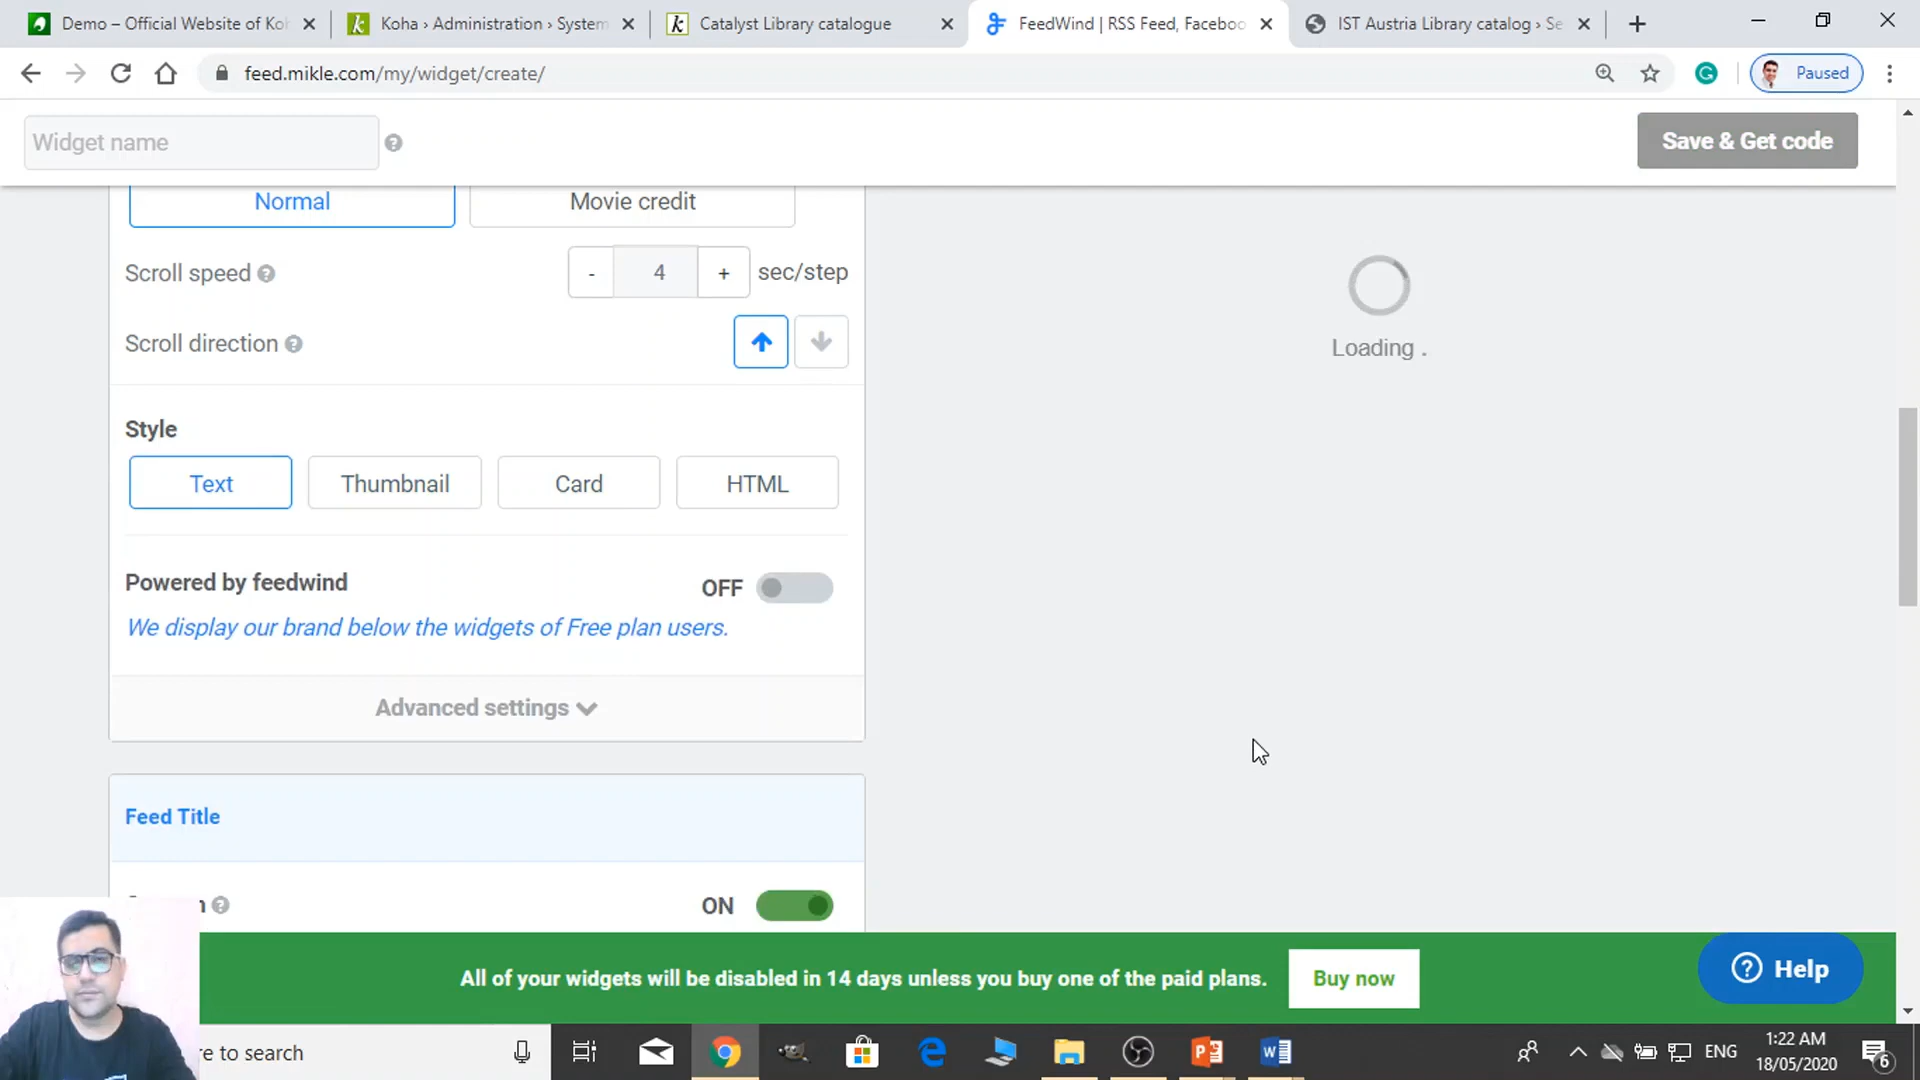 Demo – Official Website of Koh
Koha › Administration › System
Catalyst Library catalogue
FeedWind | RSS Feed, Faceboo
IST Austria Library catalog › Se
feed.mikle.com/my/widget/create/
Paused
Widget name
Save & Get code
Normal
Movie credit
Scroll speed
-
4
+
sec/step
Loading .
Scroll direction
Style
Text
Thumbnail
Card
HTML
Powered by feedwind
OFF
We display our brand below the widgets of Free plan users.
Advanced settings
Feed Title
ON
All of your widgets will be disabled in 14 days unless you buy one of the paid plans.
Buy now
Help
re to search
ENG
1:22 AM
18/05/2020
6